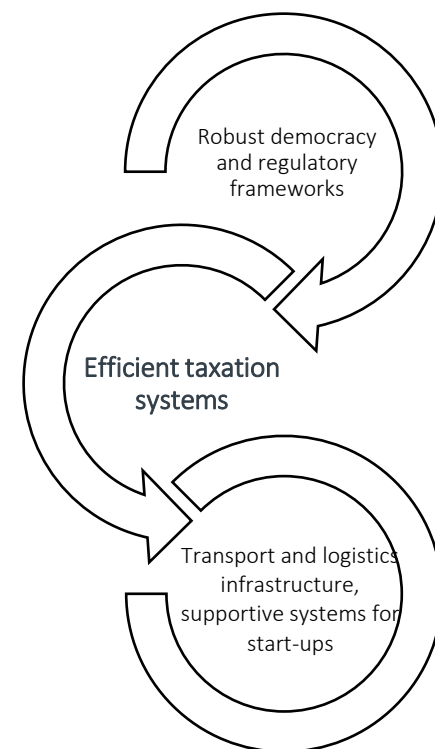 Robust democracy
and regulatory
frameworks
Efficient taxation
systems
Transport and logistics
infrastructure,
supportive systems for
start-ups